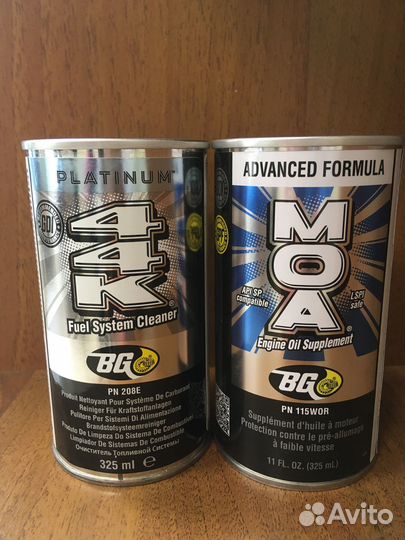 PLATINUM™
44K®
Fuel System Cleaner
BG
PN 208E
Produit Nettoyant Pour Système De Carburant
Reiniger Für Kraftstoffanlagen
Pulitore Per Sistemi Di Alimentazione
Brandstofsysteemreiniger
Produto De Limpeza Do Sistema De Combustível
Limpiador De Sistemas De Combustible
Очиститель Топливной Системы
325 ml e
ADVANCED FORMULA
MOA®
API SP
compatible
LSPI
safe
Engine Oil Supplement
BG
PN 115WOR
Supplément d'huile à moteur
Protection contre le pré-allumage
à faible vitesse
11 FL. OZ. (325 mL)
Avito